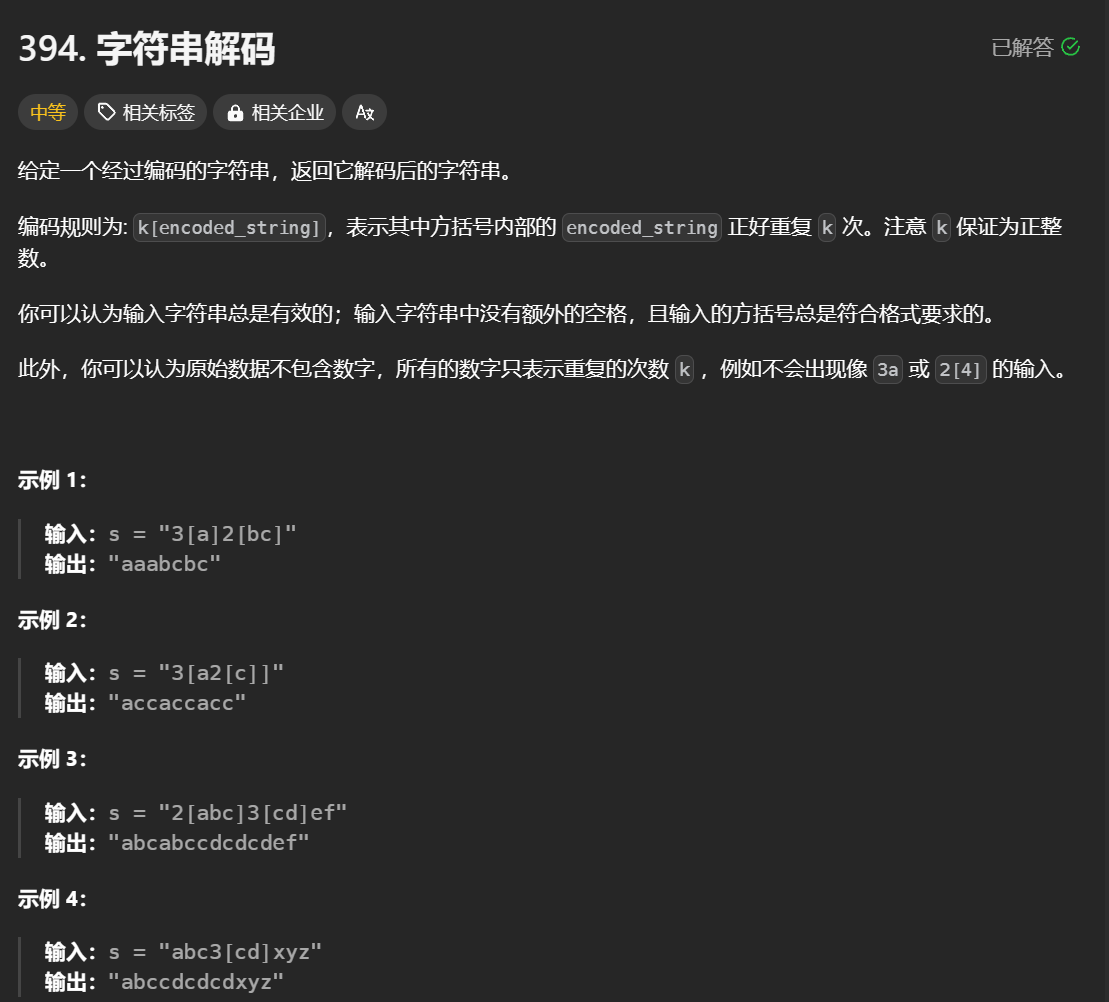 394. 字符串解码
已解答
中等
相关标签
相关企业
给定一个经过编码的字符串，返回它解码后的字符串。
编码规则为: k[encoded_string]，表示其中方括号内部的 encoded_string 正好重复 k 次。注意 k 保证为正整
数。
你可以认为输入字符串总是有效的；输入字符串中没有额外的空格，且输入的方括号总是符合格式要求的。
此外，你可以认为原始数据不包含数字，所有的数字只表示重复的次数 k ，例如不会出现像 3a 或 2[4] 的输入。
示例 1：
输入：s = "3[a]2[bc]"
输出："aaabcbc"
示例 2：
输入：s = "3[a2[c]]"
输出："accaccacc"
示例 3：
输入：s = "2[abc]3[cd]ef"
输出："abcabccdcdcdef"
示例 4：
输入：s = "abc3[cd]xyz"
输出："abccdcdcdxyz"